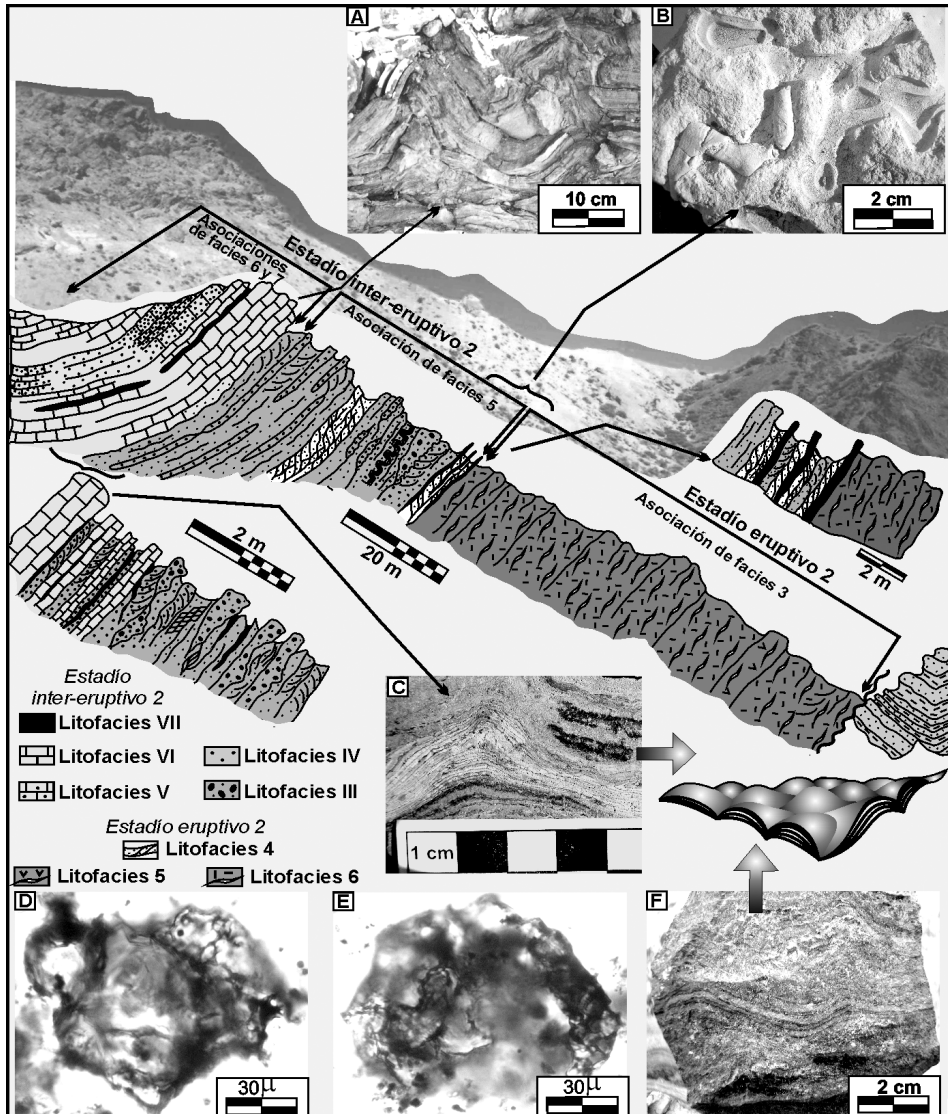 A
B
10 cm
2 cm
Asociaciones
de facies 6 y 7
Estadío inter-eruptivo 2
Asociación de facies 5
Estadío eruptivo 2
Asociación de facies 3
2 m
20 m
2 m
Estadío
inter-eruptivo 2
Litofacies VII
Litofacies VI
Litofacies IV
Litofacies V
Litofacies III
Estadío eruptivo 2
Litofacies 4
Litofacies 5
Litofacies 6
C
1 cm
D
E
F
30µ
30µ
2 cm